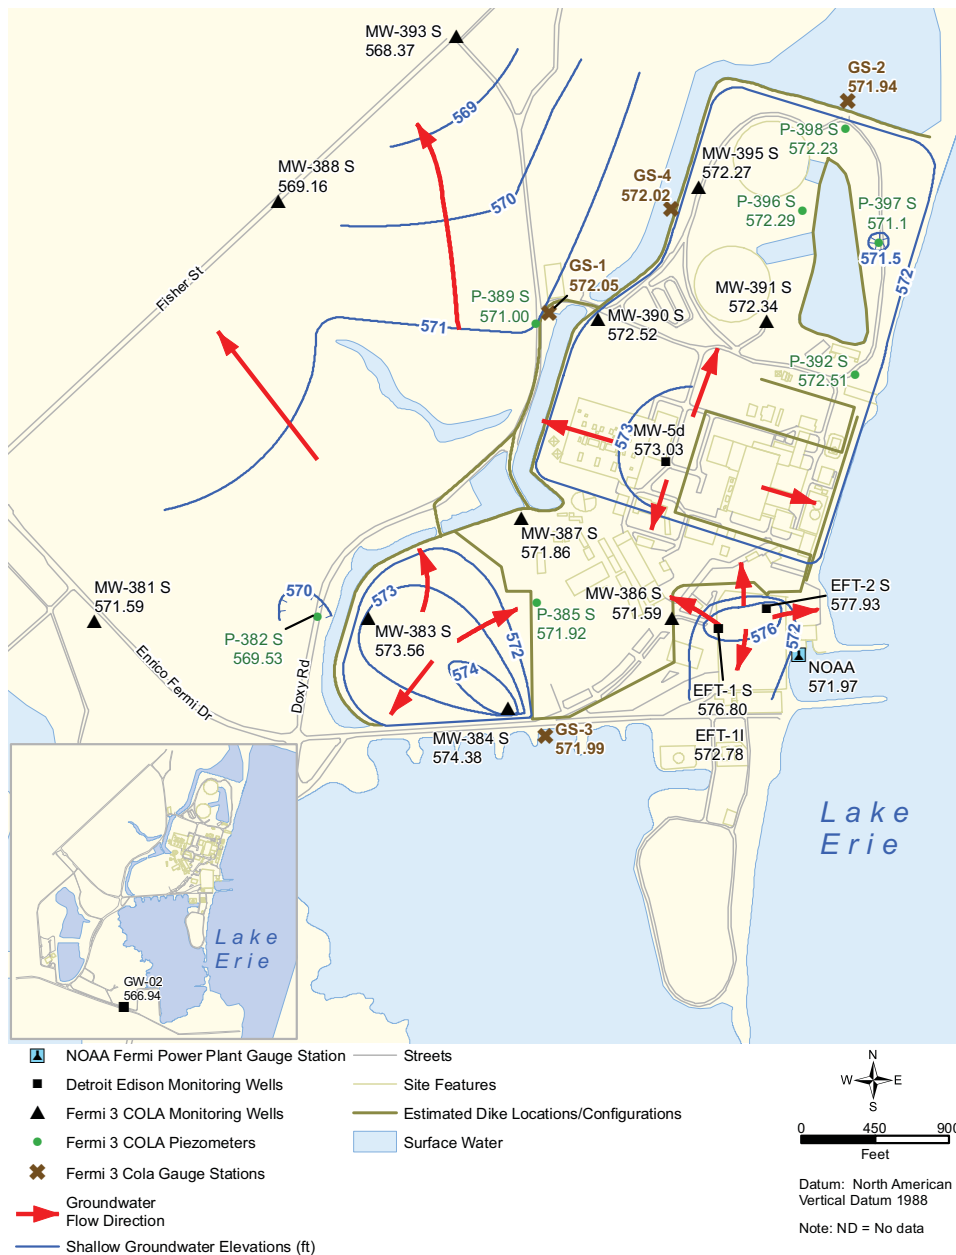 MW-393 S
568.37
GS-2
571.94
569
P-398 S
572.23
MW-388 S
569.16
MW-395 S
572.27
GS-4
572.02
570
P-396 S
572.29
P-397 S
571.1
571.5
572
Fisher St
GS-1
572.05
P-389 S
571.00
571
MW-390 S
572.52
MW-391 S
572.34
P-392 S
572.51
573
MW-5d
573.03
MW-387 S
571.86
MW-381 S
571.59
570
P-382 S
569.53
573
MW-383 S
573.56
P-385 S
571.92
572
MW-386 S
571.59
EFT-2 S
577.93
576
572
NOAA
571.97
574
EFT-1 S
576.80
Enrico Fermi Dr
Doxy Rd
MW-384 S
574.38
GS-3
571.99
EFT-1I
572.78
Lake
Erie
Lake
Erie
GW-02
566.94
NOAA Fermi Power Plant Gauge Station
Detroit Edison Monitoring Wells
Fermi 3 COLA Monitoring Wells
Fermi 3 COLA Piezometers
Fermi 3 Cola Gauge Stations
Groundwater
Flow Direction
Shallow Groundwater Elevations (ft)
Streets
Site Features
Estimated Dike Locations/Configurations
Surface Water
N
W E
S
0 450 900
Feet
Datum: North American
Vertical Datum 1988
Note: ND = No data